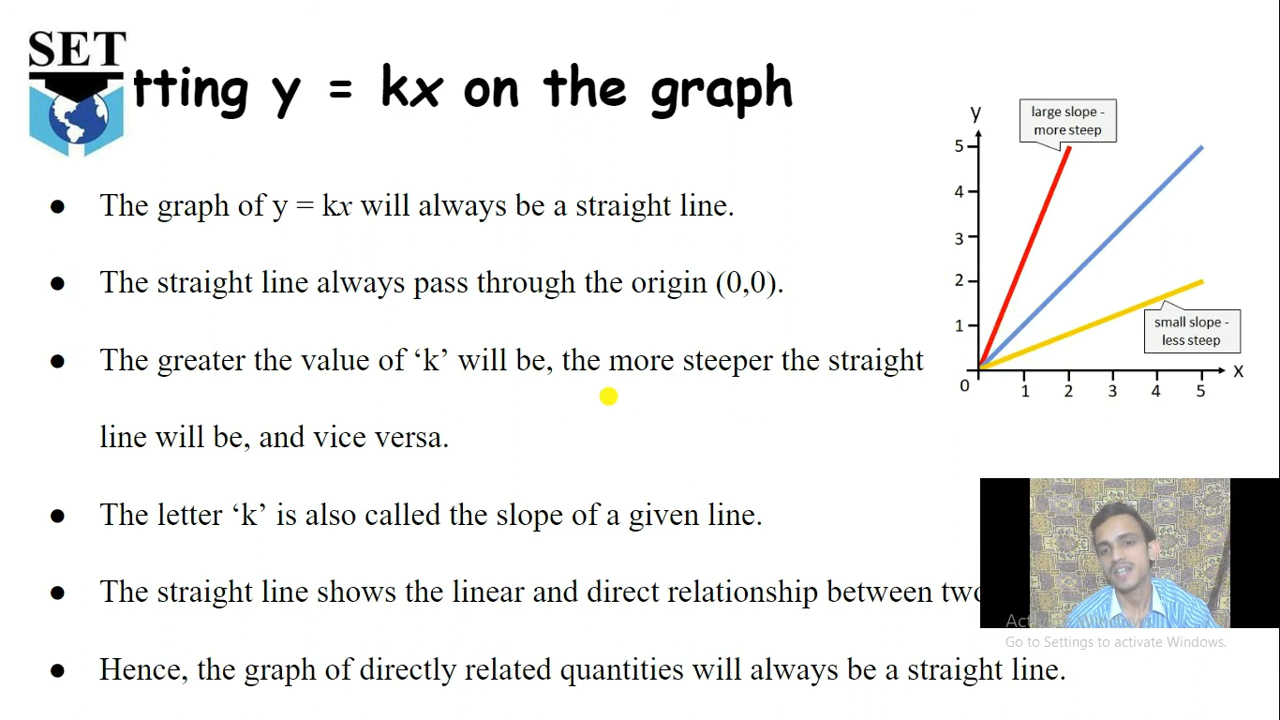 SET
tting y = kx on the graph
● The graph of y = kx will always be a straight line.
● The straight line always pass through the origin (0,0).
● The greater the value of ‘k’ will be, the more steeper the straight
line will be, and vice versa.
● The letter ‘k’ is also called the slope of a given line.
● The straight line shows the linear and direct relationship between two
● Hence, the graph of directly related quantities will always be a straight line.
y
large slope -
more steep
5
4
3
2
1
0
small slope -
less steep
1 2 3 4 5
x
Go to Settings to activate Windows.